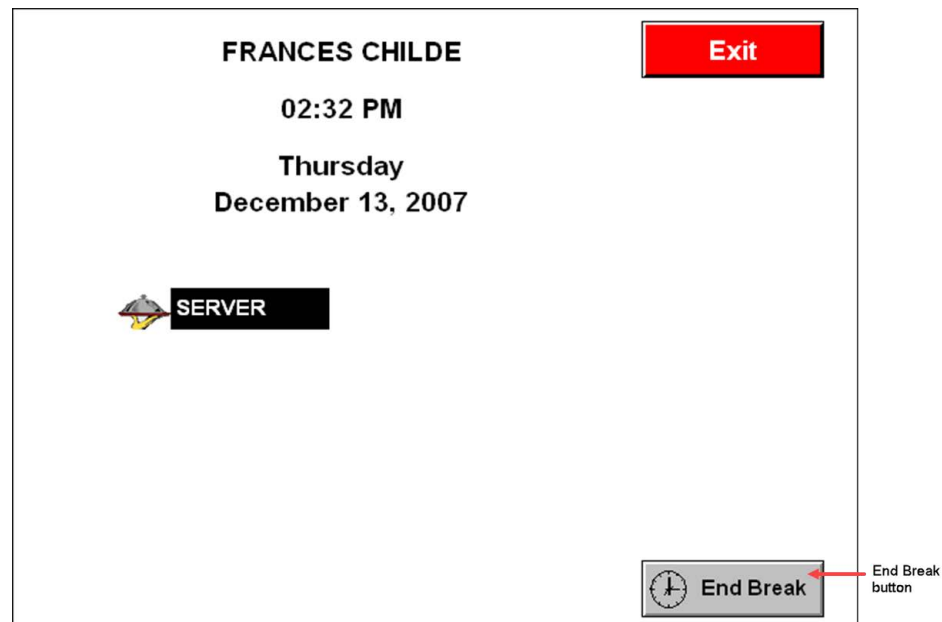 FRANCES CHILDE
Exit
02:32 PM
Thursday
December 13, 2007
SERVER
End Break
End Break
button